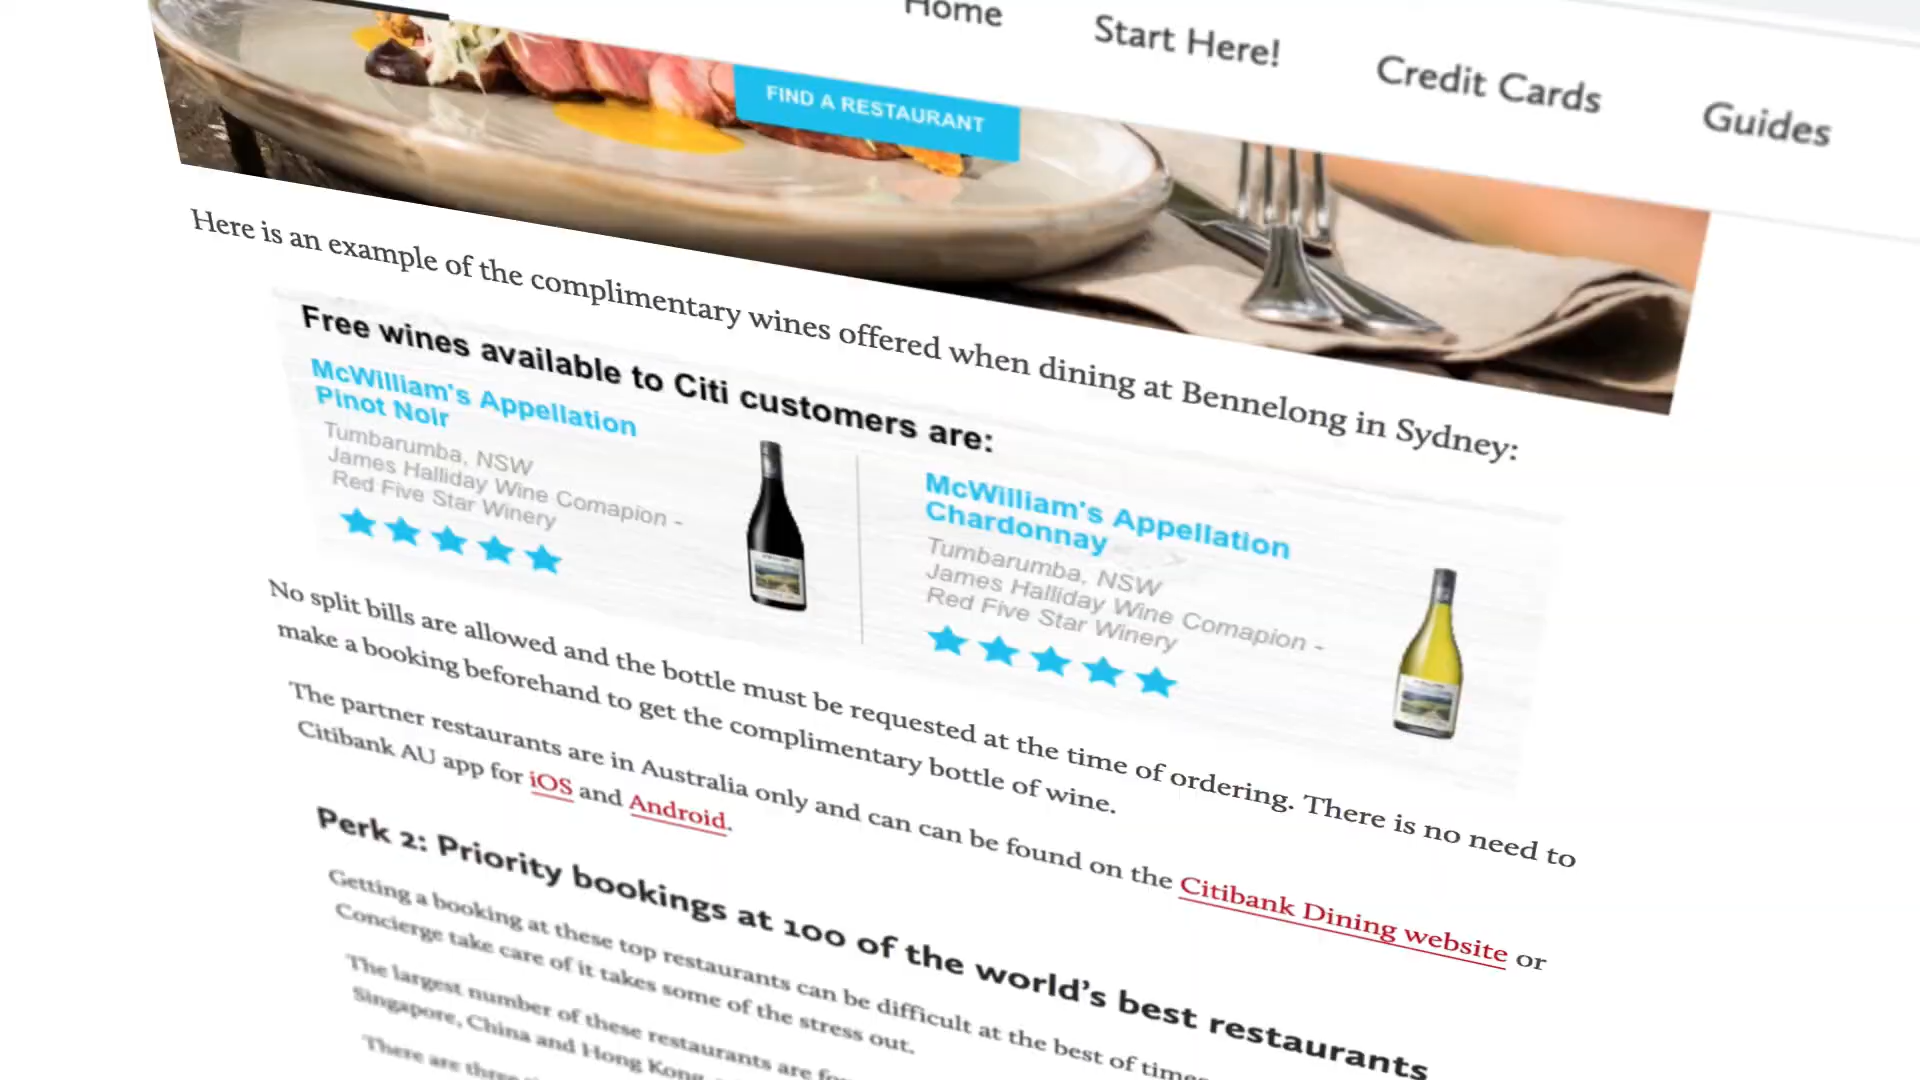 Home
Start Here!
Credit Cards
Guides
FIND A RESTAURANT
Here is an example of the complimentary wines offered when dining at Bennelong in Sydney:
Free wines available to Citi customers are:
McWilliam's Appellation
Pinot Noir
Tumbarumba, NSW
James Halliday Wine Comapion -
Red Five Star Winery
McWilliam's Appellation
Chardonnay
Tumbarumba, NSW
James Halliday Wine Comapion -
Red Five Star Winery
No split bills are allowed and the bottle must be requested at the time of ordering. There is no need to
make a booking beforehand to get the complimentary bottle of wine.
The partner restaurants are in Australia only and can can be found on the Citibank Dining website or
Citibank AU app for iOS and Android.
Perk 2: Priority bookings at 100 of the world's best restaurants
Getting a booking at these top restaurants can be difficult at the best of times
Concierge take care of it takes some of the stress out.
The largest number of these restaurants are
Singapore, China and Hong Kong
There are three